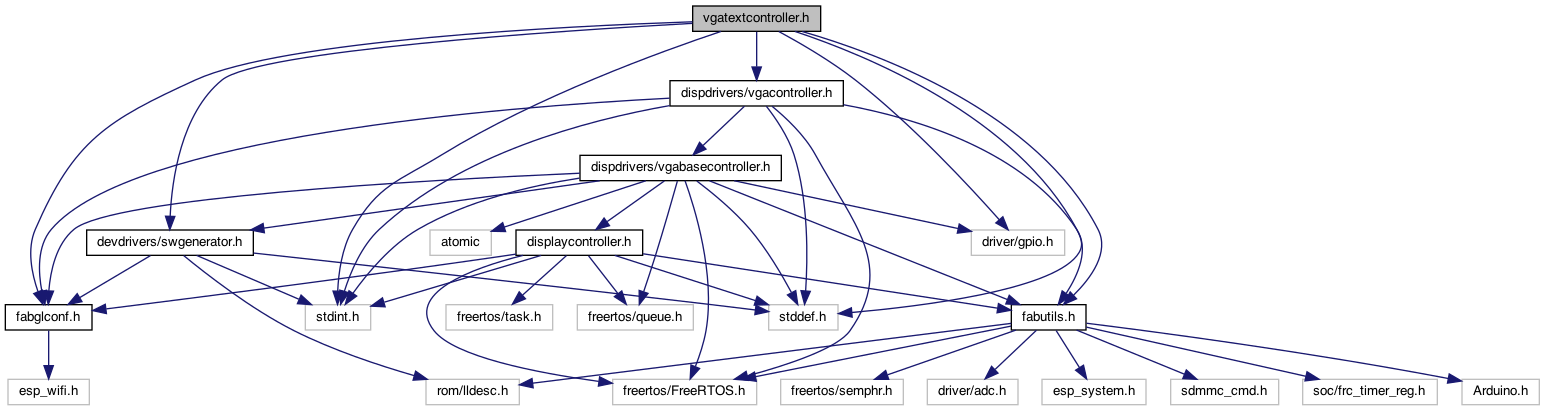 vgatextcontroller.h
dispdrivers/vgacontroller.h
dispdrivers/vgabasecontroller.h
devdrivers/swgenerator.h
atomic
displaycontroller.h
driver/gpio.h
fabglconf.h
stdint.h
freertos/task.h
freertos/queue.h
stddef.h
fabutils.h
esp_wifi.h
rom/lldesc.h
freertos/FreeRTOS.h
freertos/semphr.h
driver/adc.h
esp_system.h
sdmmc_cmd.h
soc/frc_timer_reg.h
Arduino.h